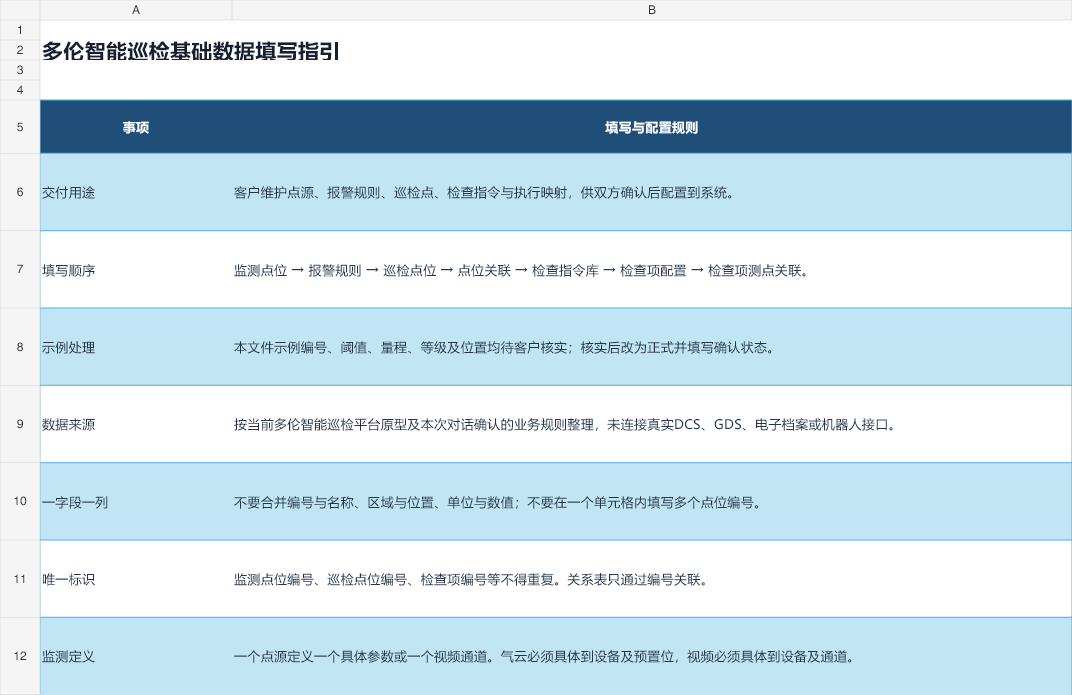 A B
1
2 多伦智能巡检基础数据填写指引
3
4
5 事项 填写与配置规则
6 交付用途 客户维护点源、报警规则、巡检点、检查指令与执行映射，供双方确认后配置到系统。
7 填写顺序 监测点位 → 报警规则 → 巡检点位 → 点位关联 → 检查指令库 → 检查项配置 → 检查项测点关联。
8 示例处理 本文件示例编号、阈值、量程、等级及位置均待客户核实；核实后改为正式并填写确认状态。
9 数据来源 按当前多伦智能巡检平台原型及本次对话确认的业务规则整理，未连接真实DCS、GDS、电子档案或机器人接口。
10 一字段一列 不要合并编号与名称、区域与位置、单位与数值；不要在一个单元格内填写多个点位编号。
11 唯一标识 监测点位编号、巡检点位编号、检查项编号等不得重复。关系表只通过编号关联。
12 监测定义 一个点源定义一个具体参数或一个视频通道。气云必须具体到设备及预置位，视频必须具体到设备及通道。